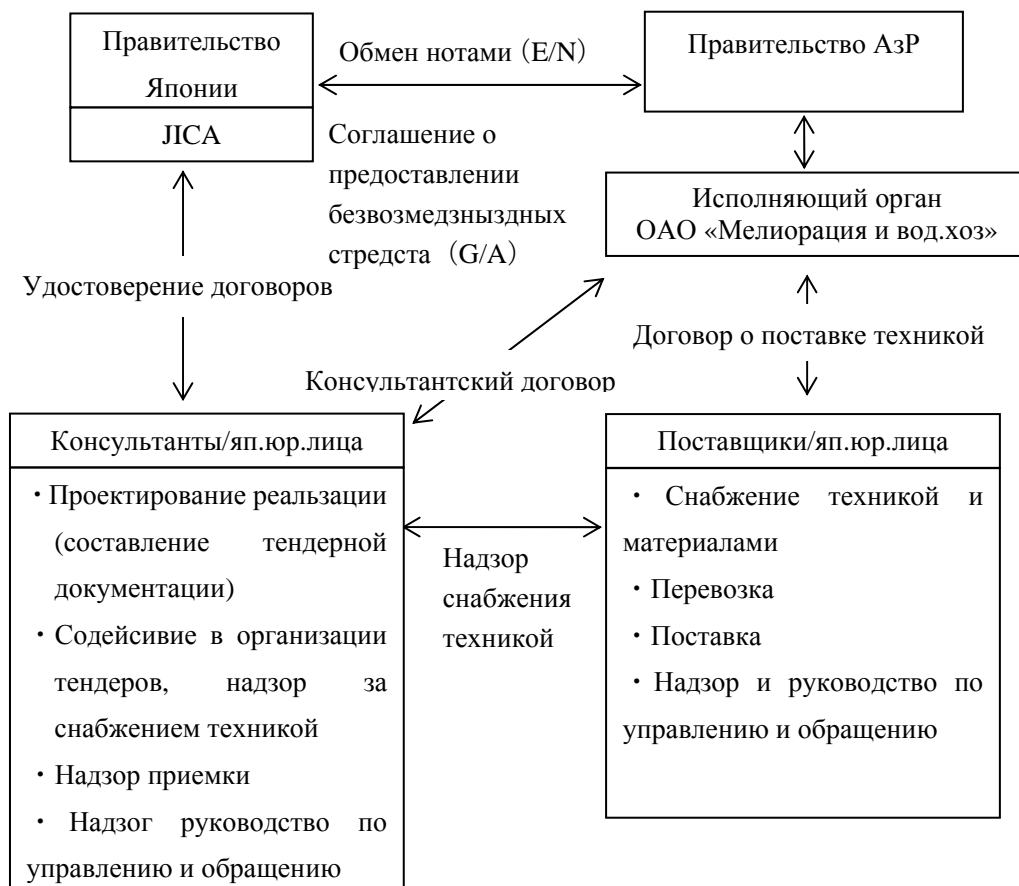 Правительство
Японии
JICA
Обмен нотами (E/N)
Правительство АзР
Соглашение о
предоставлении
безвозмедзныздных
стредста (G/A)
Исполняющий орган
ОАО «Мелиорация и вод.хоз»
Удостоверение договоров
Договор о поставке техникой
Консультантский договор
Консультанты/яп.юр.лица
・Проектирование реальзации
(составление тендерной
документации)
・Содейсивие в организации
тендеров, надзор за
снабжением техникой
・Надзор приемки
・ Надзог руководство по
управлению и обращению
Надзор
снабжения
техникой
Поставщики/яп.юр.лица
・ Снабжение техникой и
материалами
・Перевозка
・Поставка
・Надзор и руководство по
управлению и обращению